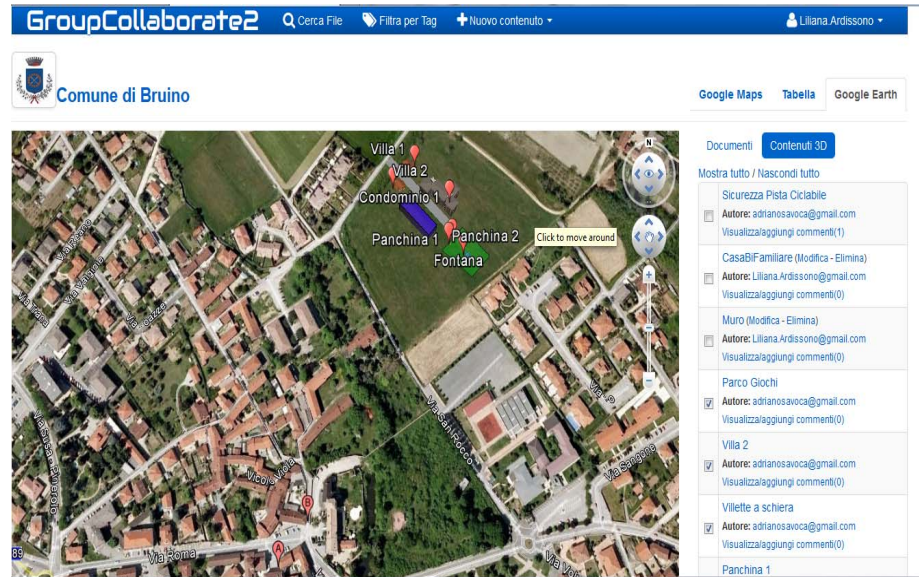 GroupCollaborate2 Cerca File Filtra per Tag Nuovo contenuto Liliana.Ardissono
Comune di Bruino
Google Maps Tabella Google Earth
Documenti Contenuti 3D
Mostra tutto / Nascondi tutto
Sicurezza Pista Ciclabile
Autore: adrianosavoca@gmail.com
Visualizza/aggiungi commenti(1)
CasaBiFamiliare (Modifica - Elimina)
Autore: Liliana.Ardissono@gmail.com
Visualizza/aggiungi commenti(0)
Muro (Modifica - Elimina)
Autore: Liliana.Ardissono@gmail.com
Visualizza/aggiungi commenti(0)
Parco Giochi
Autore: adrianosavoca@gmail.com
Visualizza/aggiungi commenti(0)
Villa 2
Autore: adrianosavoca@gmail.com
Visualizza/aggiungi commenti(0)
Villette a schiera
Autore: adrianosavoca@gmail.com
Visualizza/aggiungi commenti(0)
Panchina 1
N
Villa 1
Villa 2
Condominio 1
Panchina 1 Panchina 2
Click to move around
Fontana
Via San Rocco
Via Sangone
Vicolo Viola
B
A
Via Roma
89